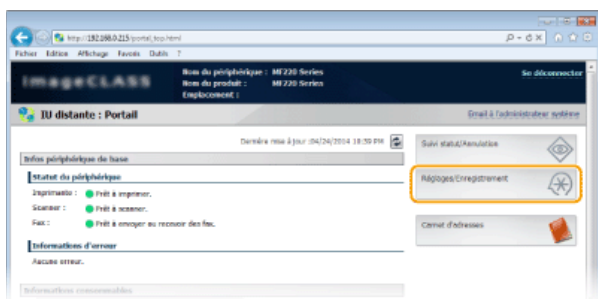 http://192.168.0.215/portal_top.html
Fichier Edition Affichage Favoris Outils ?
imageCLASS
Nom du périphérique : MF220 Series
Nom du produit : MF220 Series
Emplacement :
Se déconnecter
IU distante : Portail
Email à l'administrateur système
Dernière mise à jour :04/24/2014 18:59 PM
Infos périphérique de base
Statut du périphérique
Imprimante : Prêt à imprimer.
Scanner : Prêt à scanner.
Fax : Prêt à envoyer ou recevoir des fax.
Informations d'erreur
Aucune erreur.
Informations consommables
Suivi statut/Annulation
Réglages/Enregistrement
Carnet d'adresses